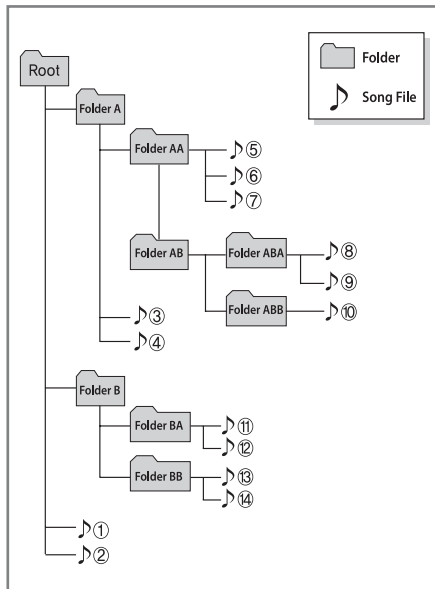 Root
Folder
Song File
Folder A
Folder AA
⑤
⑥
⑦
Folder AB
Folder ABA
⑧
⑨
Folder ABB
⑩
③
④
Folder B
Folder BA
⑪
⑫
Folder BB
⑬
⑭
①
②